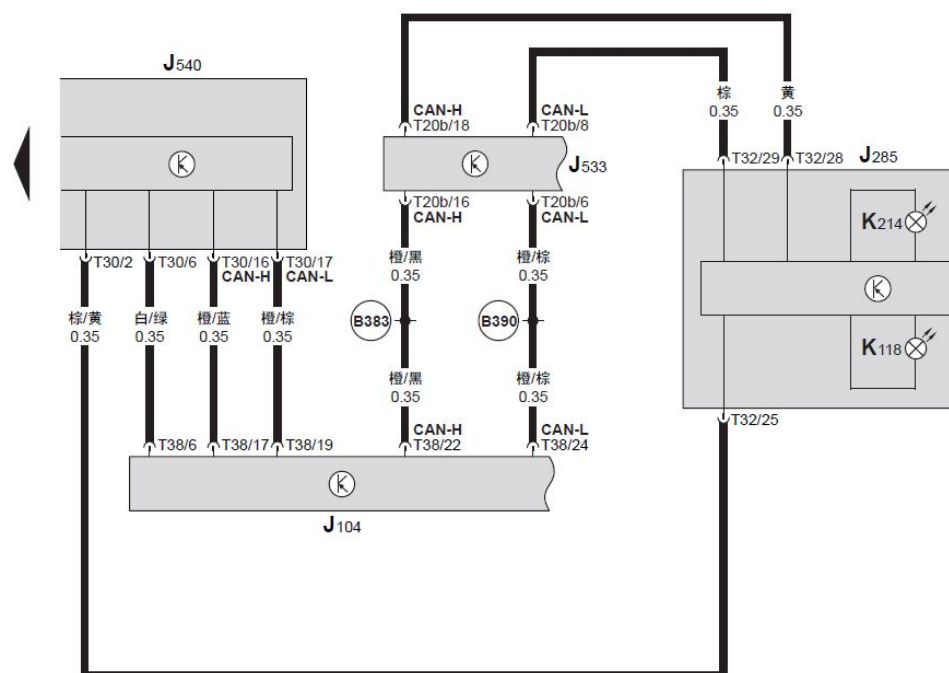 J540
CAN-H
T20b/18
CAN-L
T20b/8
J533
T20b/16
CAN-H
T20b/6
CAN-L
棕
0.35
黄
0.35
T32/29
T32/28
J285
K214
K118
T32/25
T30/2
T30/6
T30/16
CAN-H
T30/17
CAN-L
棕/黄
0.35
白/绿
0.35
橙/蓝
0.35
橙/棕
0.35
橙/黑
0.35
橙/棕
0.35
B383
B390
橙/黑
0.35
橙/棕
0.35
T38/6
T38/17
T38/19
CAN-H
T38/22
CAN-L
T38/24
J104